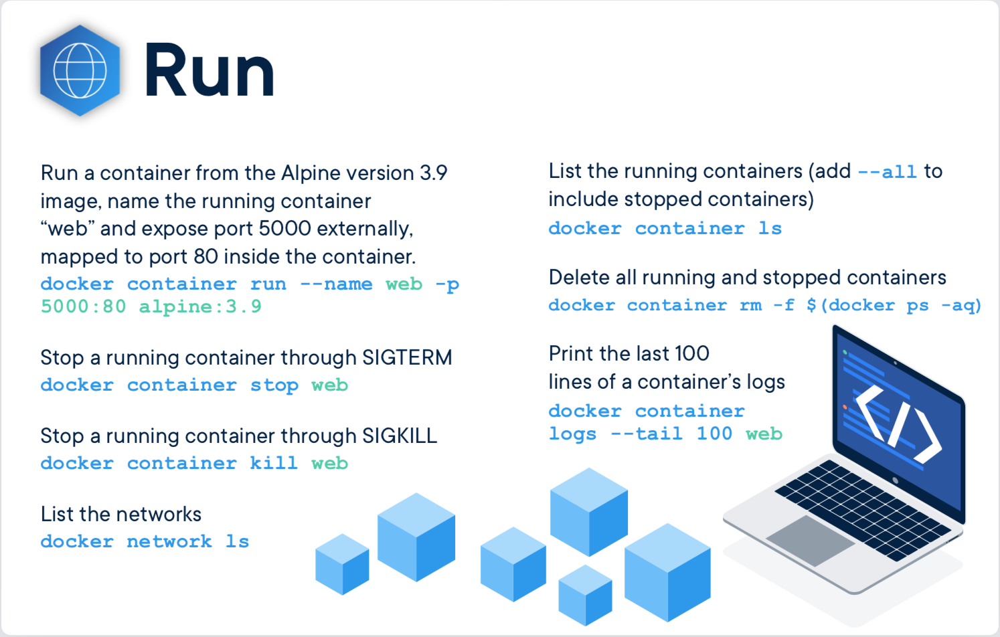 Run
Run a container from the Alpine version 3.9
image, name the running container
“web” and expose port 5000 externally,
mapped to port 80 inside the container.
docker container run --name web -p
5000:80 alpine:3.9
Stop a running container through SIGTERM
docker container stop web
Stop a running container through SIGKILL
docker container kill web
List the networks
docker network ls
List the running containers (add --all to
include stopped containers)
docker container ls
Delete all running and stopped containers
docker container rm -f $(docker ps -aq)
Print the last 100
lines of a container’s logs
docker container
logs --tail 100 web